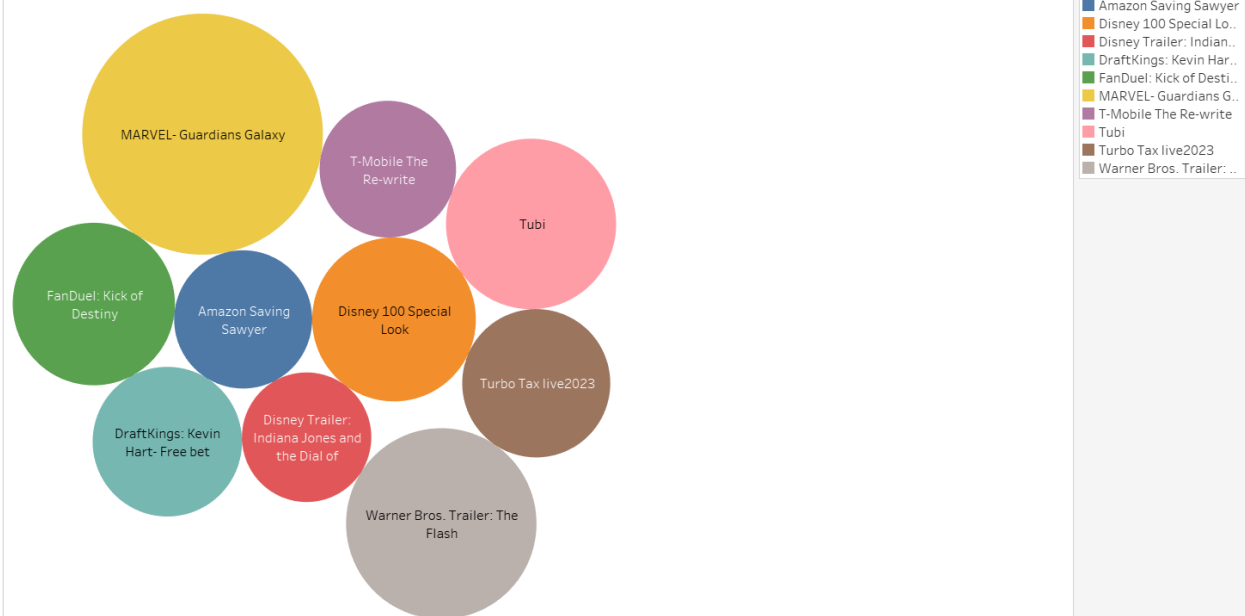 MARVEL- Guardians Galaxy
T-Mobile The
Re-write
Tubi
FanDuel: Kick of
Destiny
Amazon Saving
Sawyer
Disney 100 Special
Look
Turbo Tax live2023
DraftKings: Kevin
Hart- Free bet
Disney Trailer:
Indiana Jones and
the Dial of
Warner Bros. Trailer: The
Flash
Amazon Saving Sawyer
Disney 100 Special Lo..
Disney Trailer: Indian..
DraftKings: Kevin Har..
FanDuel: Kick of Desti..
MARVEL- Guardians G..
T-Mobile The Re-write
Tubi
Turbo Tax live2023
Warner Bros. Trailer: ..